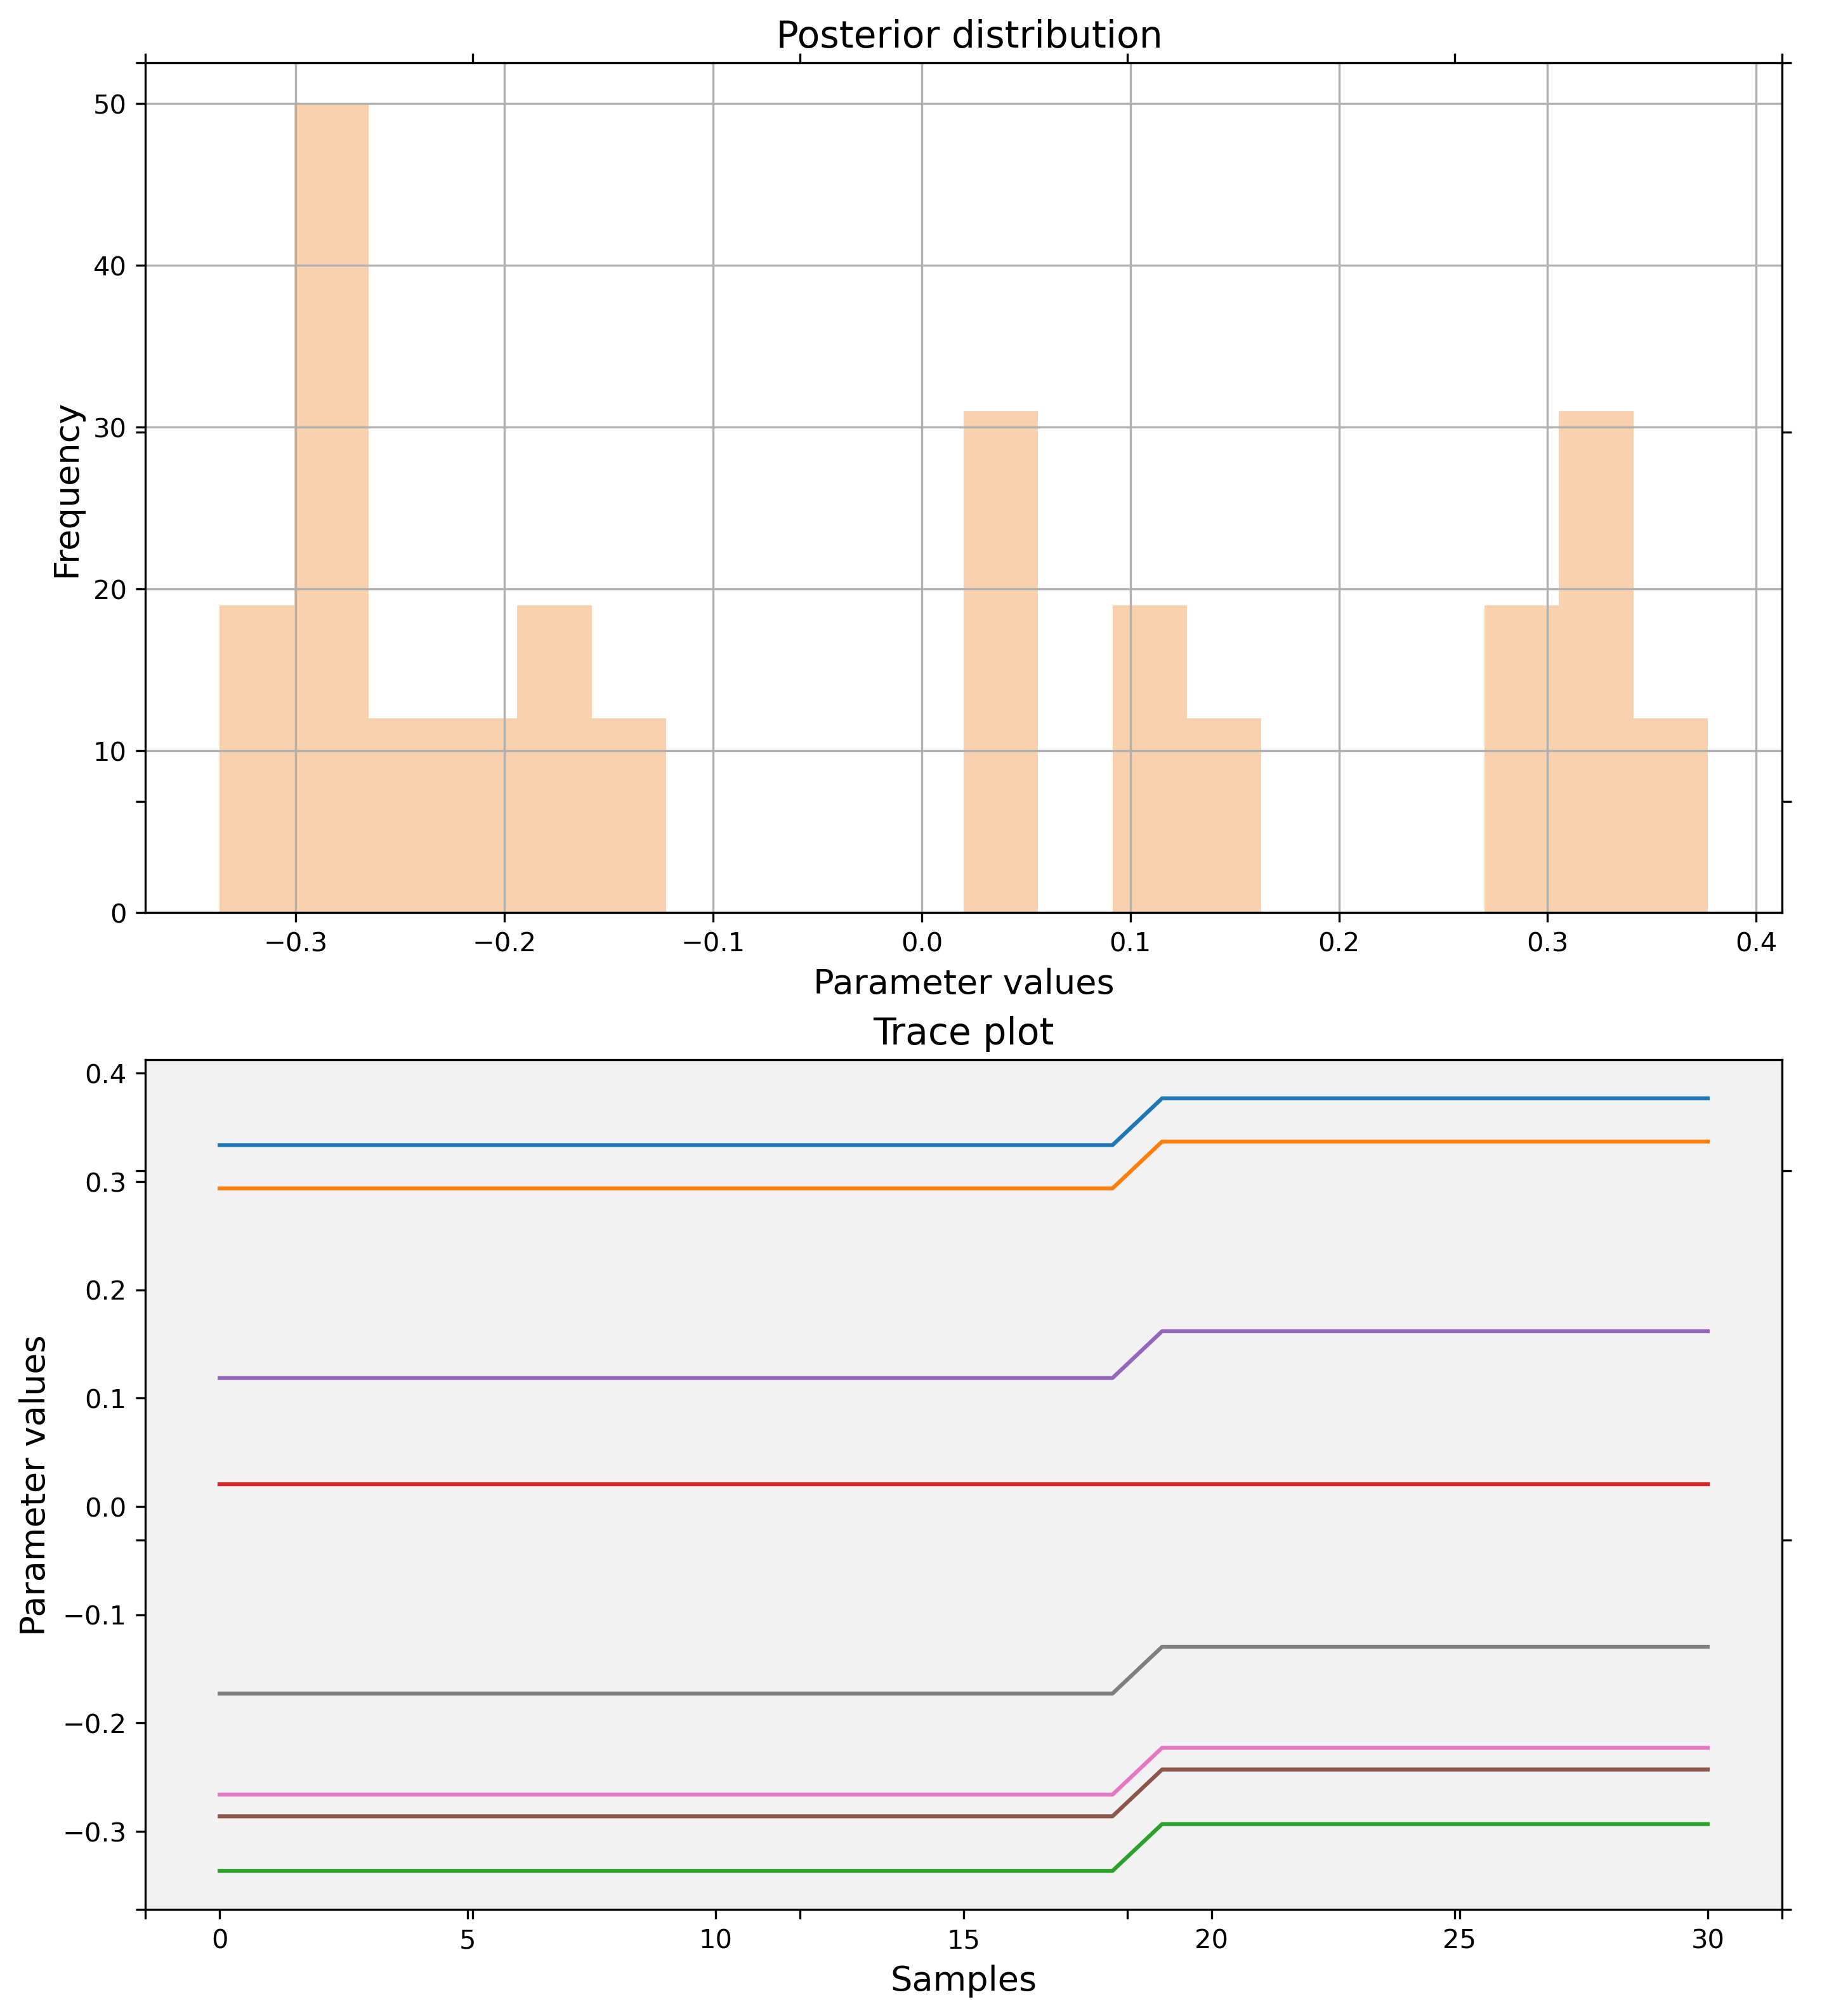 Posterior distribution
50
40
30
20
10
0
Frequency
−0.3 −0.2 −0.1 0.0 0.1 0.2 0.3 0.4
Parameter values
Trace plot
0.4
0.3
0.2
0.1
0.0
−0.1
−0.2
−0.3
Parameter values
0 5 10 15 20 25 30
Samples